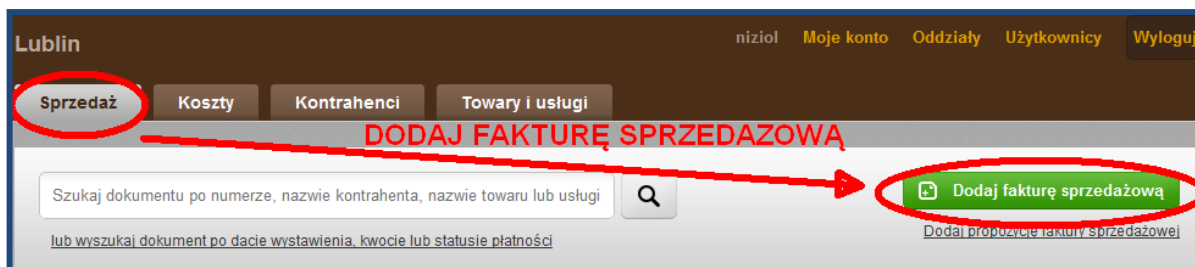 Lublin
nizioł Moje konto Oddziały Użytkownicy Wyloguj
Sprzedaż Koszty Kontrahenci Towary i usługi
DODAJ FAKTURĘ SPRZEDAZOWĄ
Szukaj dokumentu po numerze, nazwie kontrahenta, nazwie towaru lub usługi
Dodaj fakturę sprzedażową
lub wyszukaj dokument po dacie wystawienia, kwocie lub statusie płatności
Dodaj propozycję faktury sprzedażowej